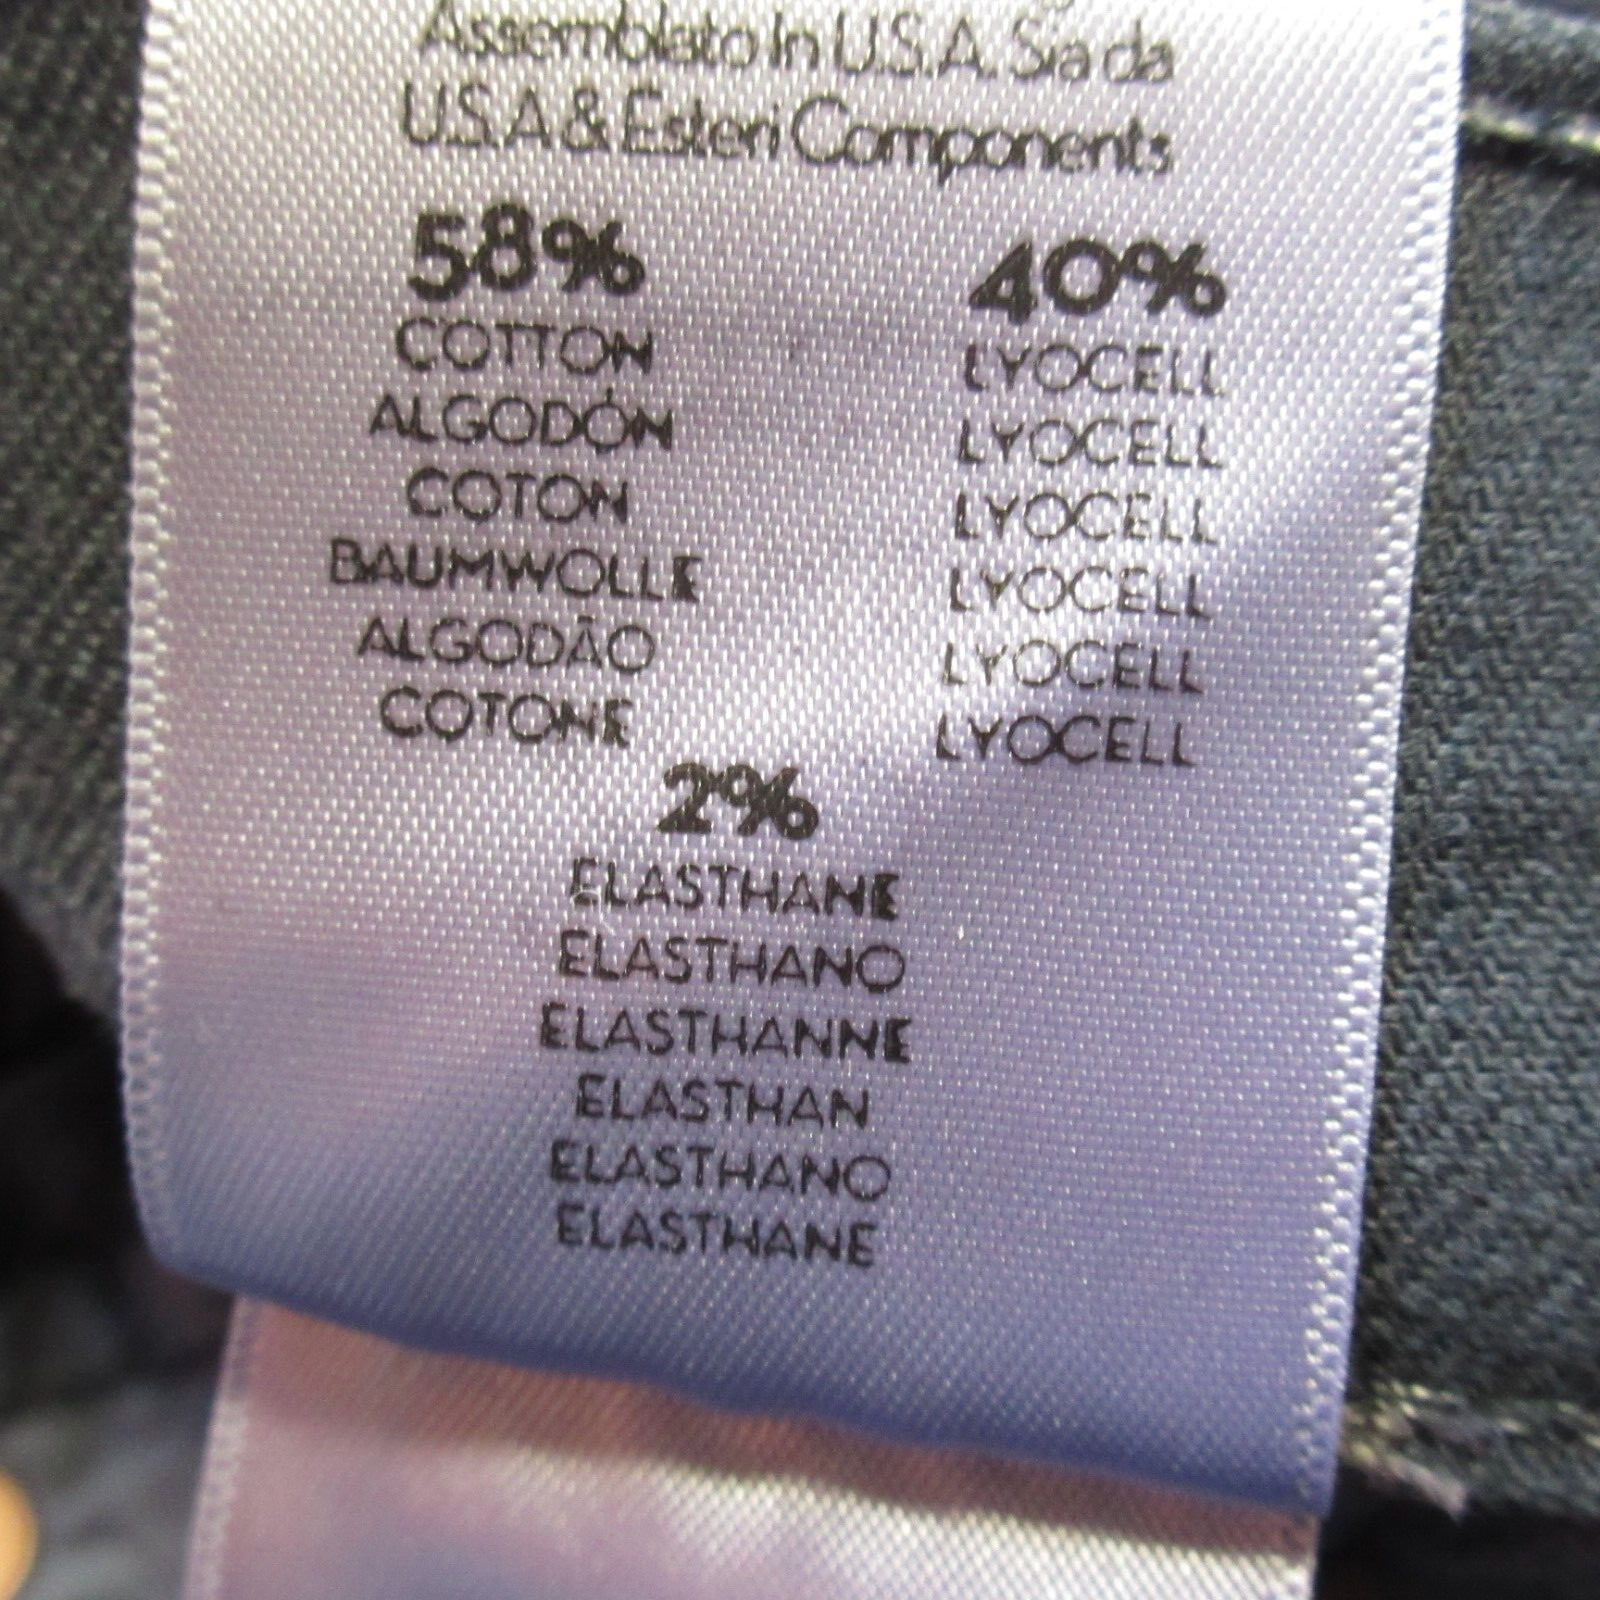 Assemblato In U.S.A. Sia da
U.S.A & Esteri Components
58%
COTTON
ALGODÓN
COTON
BAUMWOLLE
ALGODÃO
COTONE
40%
LYOCELL
LYOCELL
LYOCELL
LYOCELL
LYOCELL
LYOCELL
2%
ELASTHANE
ELASTHANO
ELASTHANNE
ELASTHAN
ELASTHANO
ELASTHANE